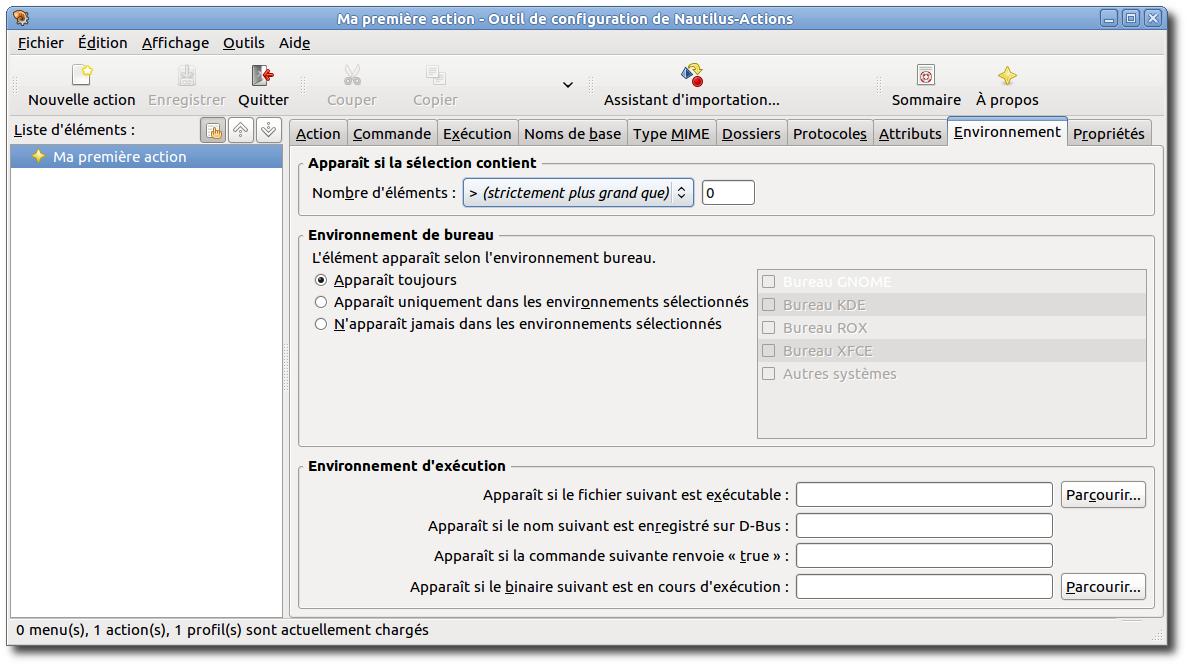 Ma première action - Outil de configuration de Nautilus-Actions
Fichier Édition Affichage Outils Aide
Nouvelle action Enregistrer Quitter Couper Copier Assistant d'importation... Sommaire À propos
Liste d'éléments :
Ma première action
Action Commande Exécution Noms de base Type MIME Dossiers Protocoles Attributs Environnement Propriétés
Apparaît si la sélection contient
Nombre d'éléments : > (strictement plus grand que) 0
Environnement de bureau
L'élément apparaît selon l'environnement bureau.
Apparaît toujours
Apparaît uniquement dans les environnements sélectionnés
N'apparaît jamais dans les environnements sélectionnés
Bureau GNOME
Bureau KDE
Bureau ROX
Bureau XFCE
Autres systèmes
Environnement d'exécution
Apparaît si le fichier suivant est exécutable : Parcourir...
Apparaît si le nom suivant est enregistré sur D-Bus :
Apparaît si la commande suivante renvoie « true » :
Apparaît si le binaire suivant est en cours d'exécution : Parcourir...
0 menu(s), 1 action(s), 1 profil(s) sont actuellement chargés